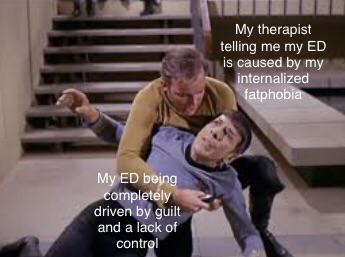 My therapist
telling me my ED
is caused by my
internalized
fatphobia
My ED being
completely
driven by guilt
and a lack of
control